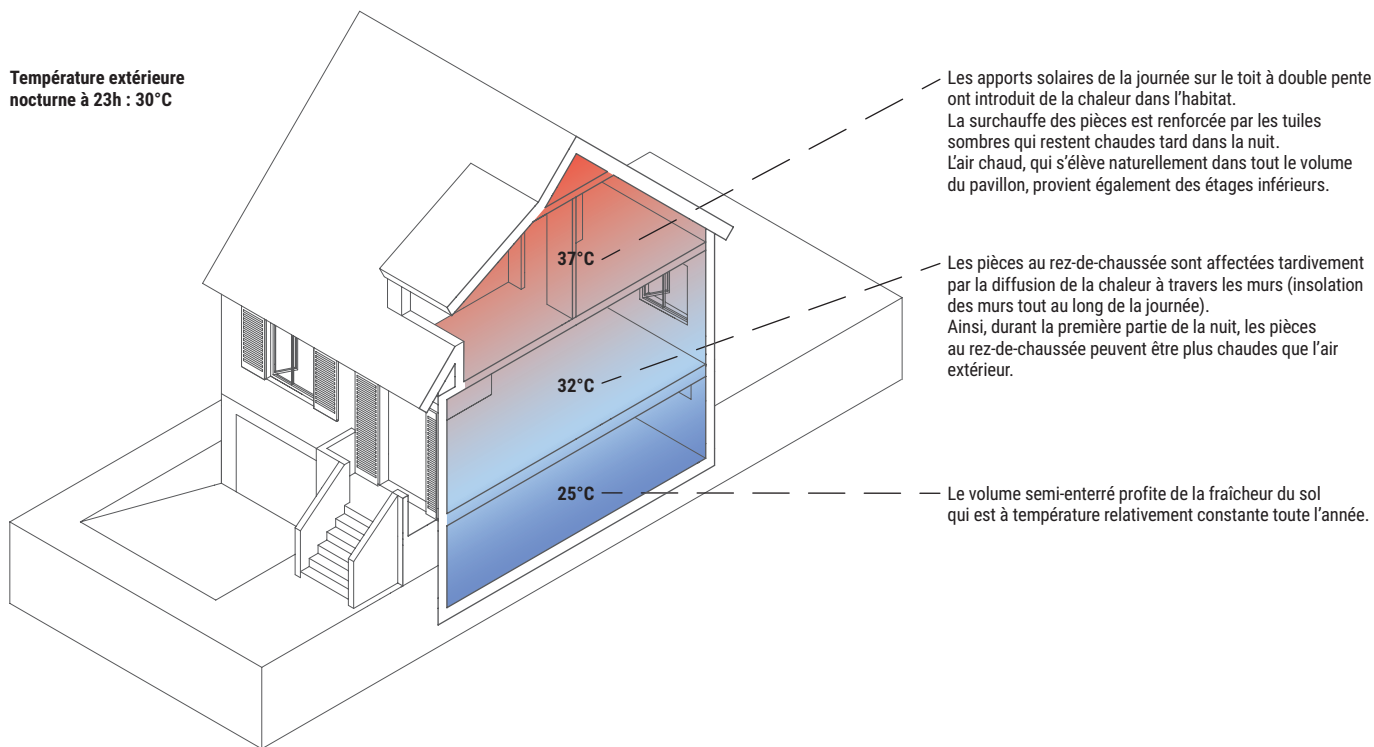 Température extérieure
nocturne à 23h : 30°C
Les apports solaires de la journée sur le toit à double pente
ont introduit de la chaleur dans l’habitat.
La surchauffe des pièces est renforcée par les tuiles
sombres qui restent chaudes tard dans la nuit.
L’air chaud, qui s’élève naturellement dans tout le volume
du pavillon, provient également des étages inférieurs.
37°C
Les pièces au rez-de-chaussée sont affectées tardivement
par la diffusion de la chaleur à travers les murs (insolation
des murs tout au long de la journée).
Ainsi, durant la première partie de la nuit, les pièces
au rez-de-chaussée peuvent être plus chaudes que l’air
extérieur.
32°C
25°C
Le volume semi-enterré profite de la fraîcheur du sol
qui est à température relativement constante toute l’année.